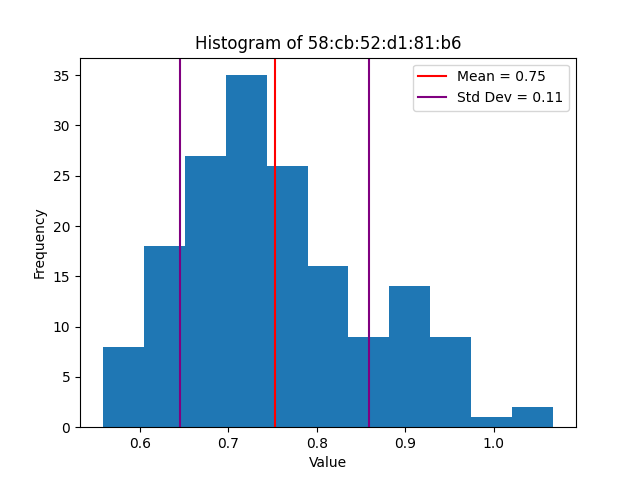 Histogram of 58:cb:52:d1:81:b6
Mean = 0.75
Std Dev = 0.11
Frequency
35
30
25
20
15
10
5
0
0.6 0.7 0.8 0.9 1.0
Value